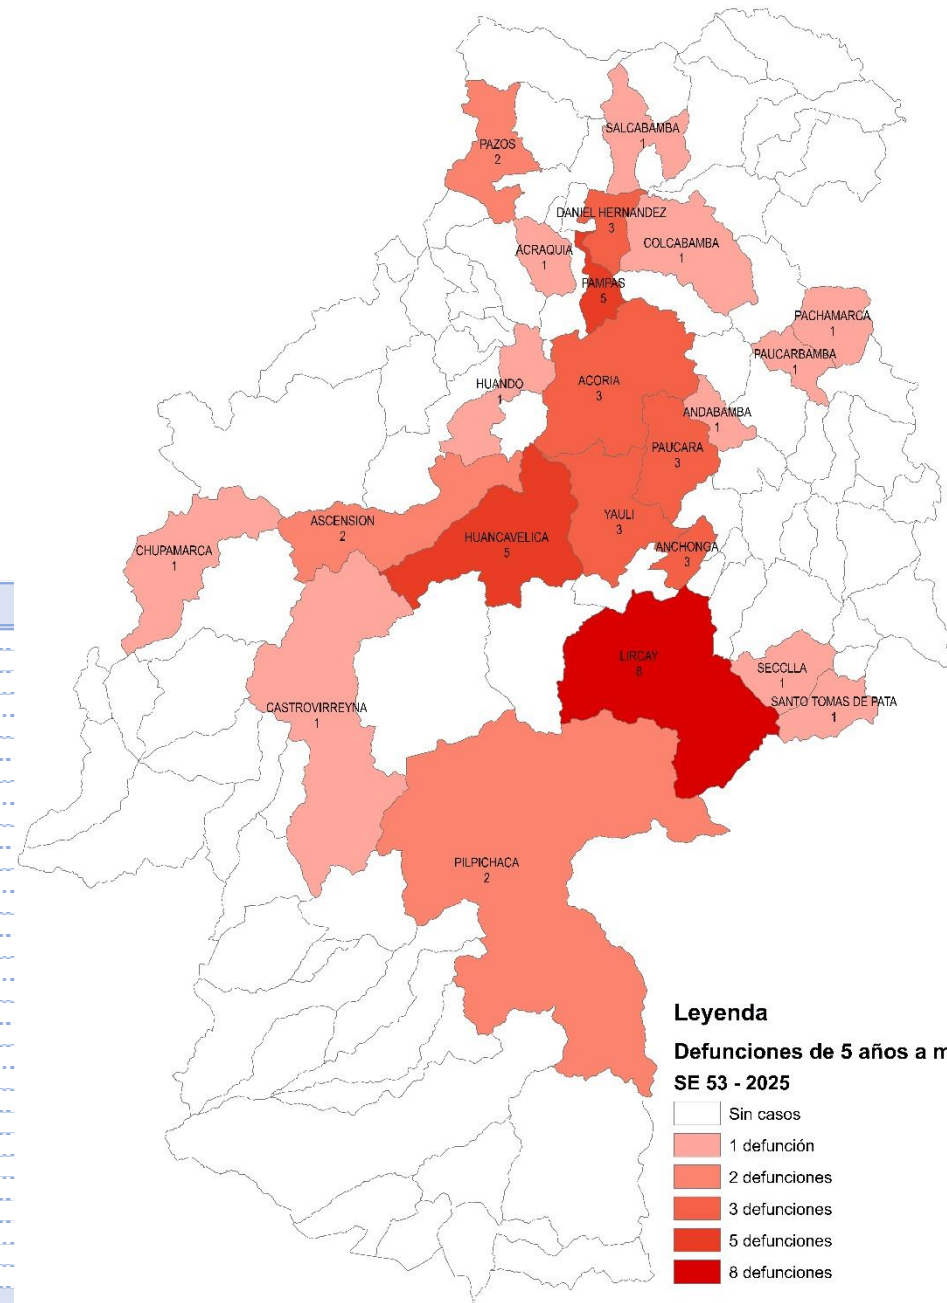 SALCABAMBA
1
PAZOS
2
DANIEL HERNANDEZ
3
COLCABAMBA
1
ACRAQUIA
1
PAMPAS
5
PACHAMARCA
1
PAUCARBAMBA
1
HUANDO
1
ACORIA
3
ANDABAMBA
1
PAUCARA
3
ASCENSION
2
YAULI
3
HUANCAVELICA
5
CHUPAMARCA
1
ANCHONGA
3
LIRCAY
8
SECCLLA
1
SANTO TOMAS DE PATA
1
CASTROVIRREYNA
1
PILPICHACA
2
Leyenda
Defunciones de 5 años a m
SE 53 - 2025
Sin casos
1 defunción
2 defunciones
3 defunciones
5 defunciones
8 defunciones